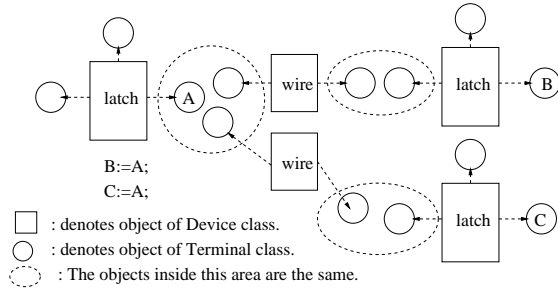 latch
A
wire
latch
B
wire
latch
C
B:=A;
C:=A;
: denotes object of Device class.
: denotes object of Terminal class.
: The objects inside this area are the same.